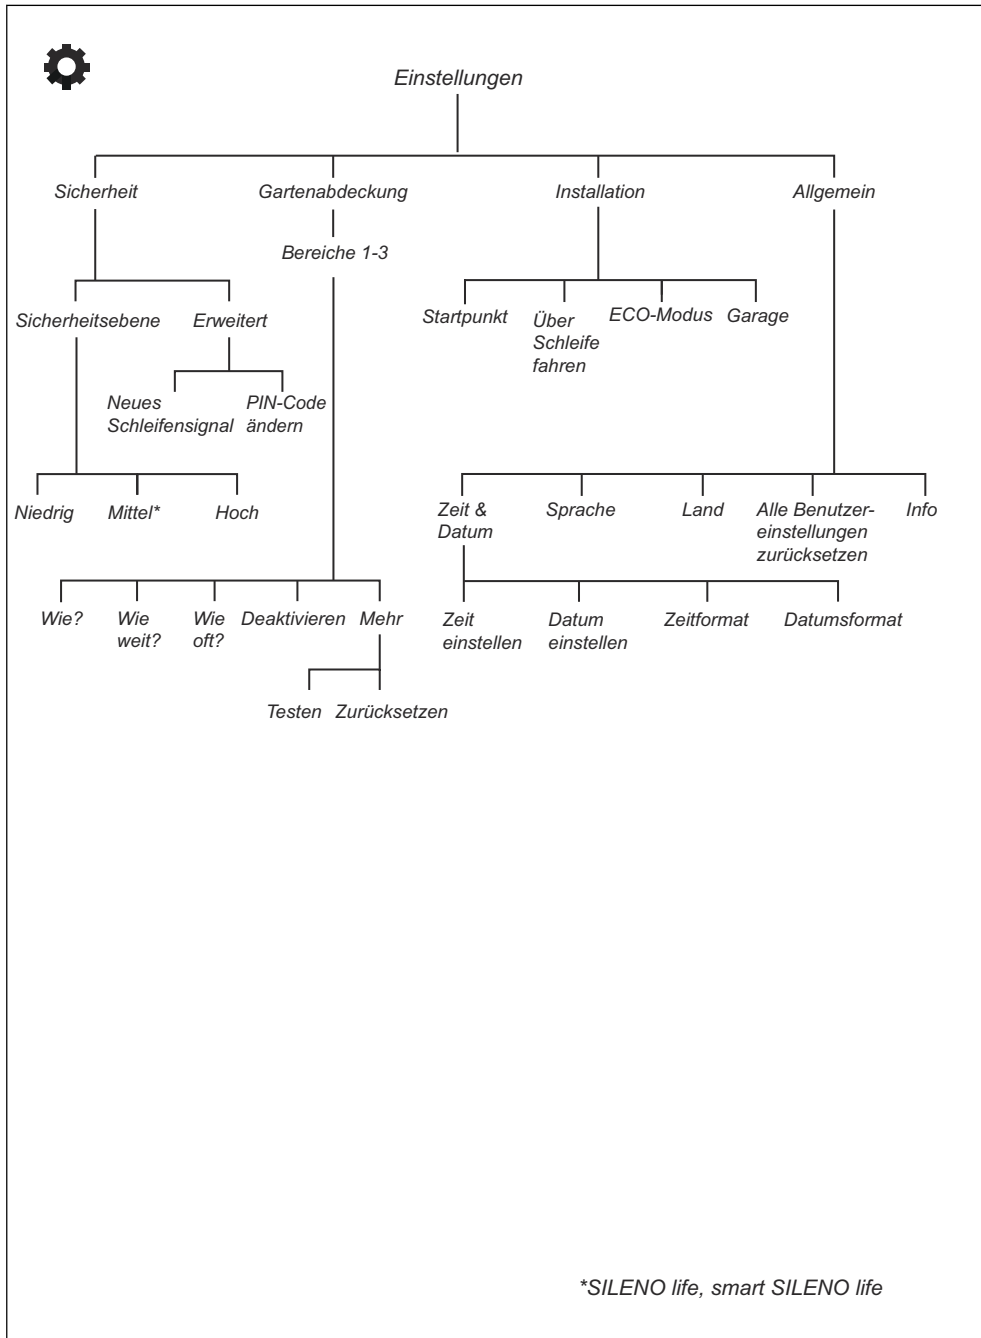 Einstellungen
Sicherheit
Gartenabdeckung
Installation
Allgemein
Bereiche 1-3
Sicherheitsebene
Erweitert
Startpunkt
Über
Schleife
fahren
ECO-Modus
Garage
Neues
Schleifensignal
PIN-Code
ändern
Niedrig
Mittel*
Hoch
Zeit &
Datum
Sprache
Land
Alle Benutzer-
einstellungen
zurücksetzen
Info
Wie?
Wie
weit?
Wie
oft?
Deaktivieren
Mehr
Zeit
einstellen
Datum
einstellen
Zeitformat
Datumsformat
Testen
Zurücksetzen
*SILENO life, smart SILENO life